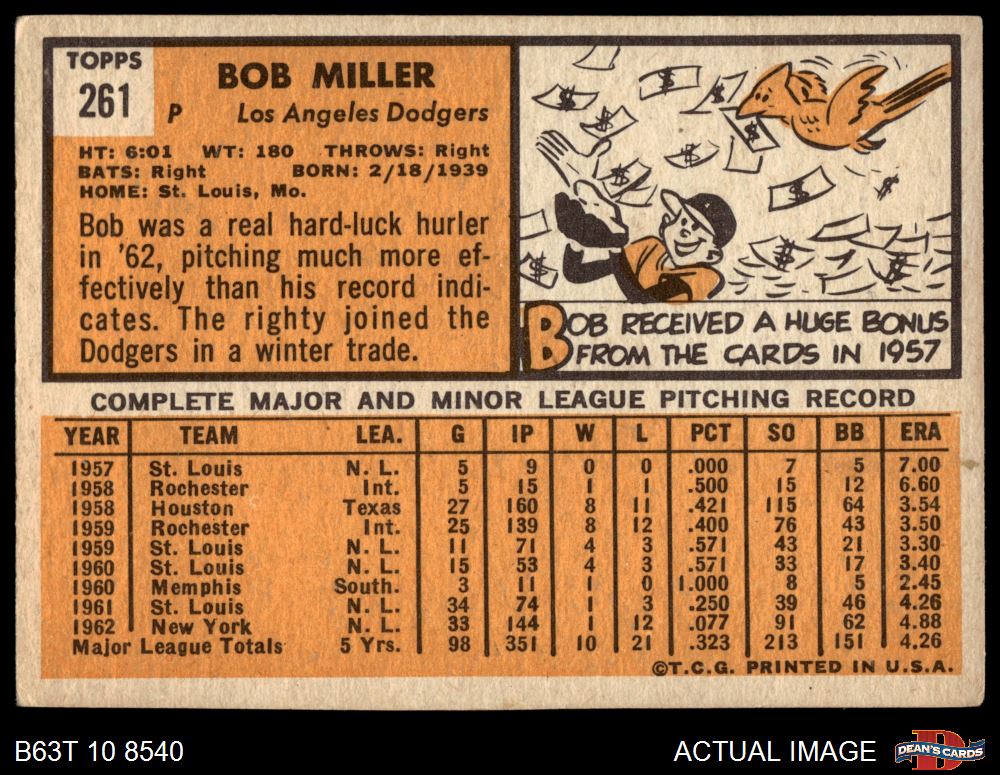 TOPPS
261
BOB MILLER
P Los Angeles Dodgers
HT: 6:01 WT: 180 THROWS: Right
BATS: Right BORN: 2/18/1939
HOME: St. Louis, Mo.
Bob was a real hard-luck hurler
in '62, pitching much more ef-
fectively than his record indi-
cates. The righty joined the
Dodgers in a winter trade.
$ $ $ $ $ $ $ $ $ $
BOB RECEIVED A HUGE BONUS
FROM THE CARDS IN 1957
COMPLETE MAJOR AND MINOR LEAGUE PITCHING RECORD
YEAR TEAM LEA. G IP W L PCT SO BB ERA
1957 St. Louis N. L. 5 9 0 0 .000 7 5 7.00
1958 Rochester Int. 5 15 1 1 .500 15 12 6.60
1958 Houston Texas 27 160 8 11 .421 115 64 3.54
1959 Rochester Int. 25 139 8 12 .400 76 43 3.50
1959 St. Louis N. L. 11 71 4 3 .571 43 21 3.30
1960 St. Louis N. L. 15 53 4 3 .571 33 17 3.40
1960 Memphis South. 3 11 1 0 1.000 8 5 2.45
1961 St. Louis N. L. 34 74 1 3 .250 39 46 4.26
1962 New York N. L. 33 144 1 12 .077 91 62 4.88
Major League Totals 5 Yrs. 98 351 10 21 .323 213 151 4.26
©T.C.G. PRINTED IN U.S.A.
B63T 10 8540
ACTUAL IMAGE
D
DEAN'S CARDS